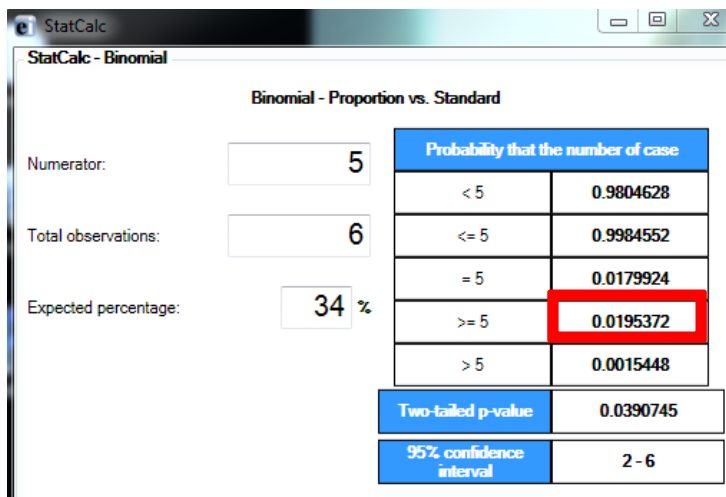 StatCalc
StatCalc - Binomial
Binomial - Proportion vs. Standard
Numerator: 5
Total observations: 6
Expected percentage: 34 %
Probability that the number of case
< 5 0.9804628
<= 5 0.9984552
= 5 0.0179924
>= 5 0.0195372
> 5 0.0015448
Two-tailed p-value 0.0390745
95% confidence
interval 2 - 6